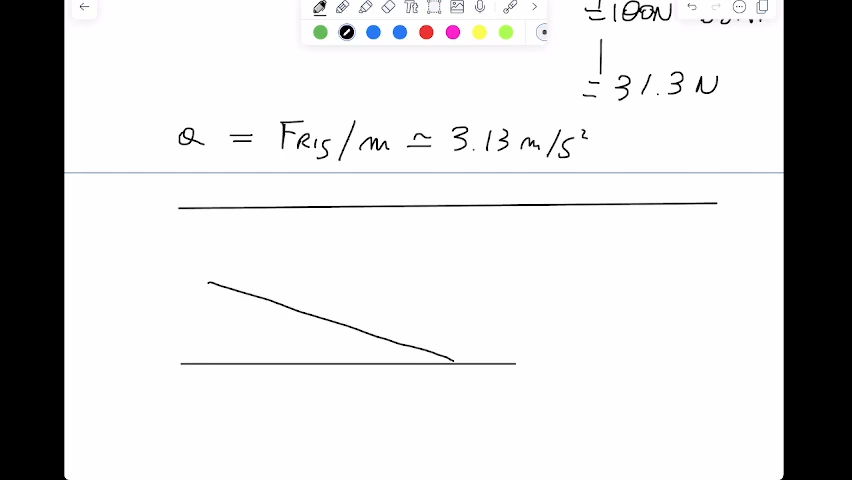 =100N
= 31.3 N
a = FRIS/m ≃ 3.13 m/s²